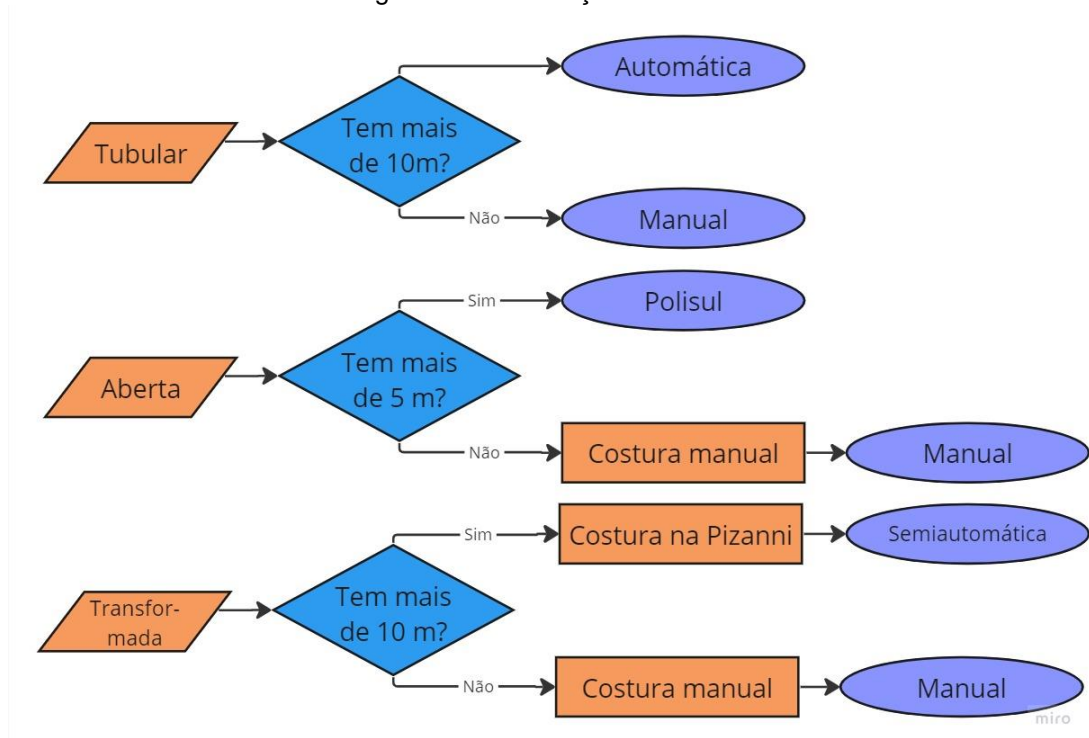 Automática
Tem mais
de 10m?
Tubular
Não
Manual
Sim
Polisul
Tem mais
de 5 m?
Aberta
Não
Costura manual
Manual
Sim
Costura na Pizanni
Semiautomática
Tem mais
de 10 m?
Transfor-
mada
Não
Costura manual
Manual
miro